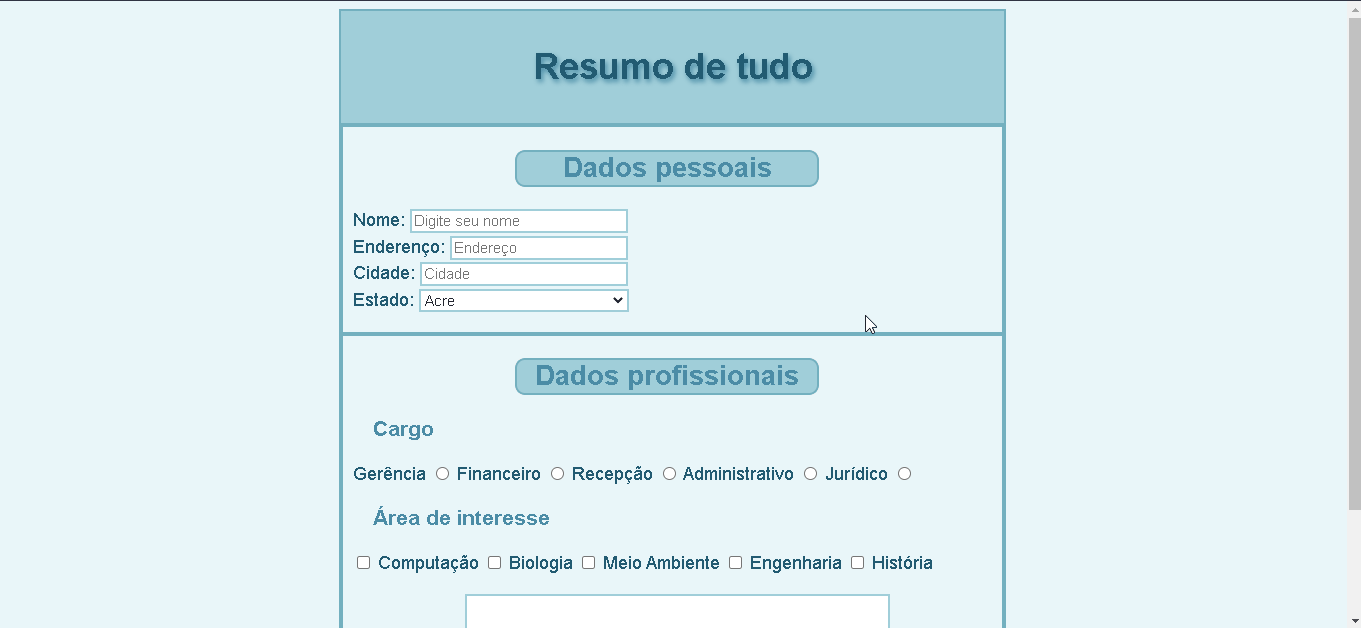 Resumo de tudo
Dados pessoais
Nome: Digite seu nome
Enderenço: Endereço
Cidade: Cidade
Estado: Acre
Dados profissionais
Cargo
Gerência Financeiro Recepção Administrativo Jurídico
Área de interesse
Computação Biologia Meio Ambiente Engenharia História